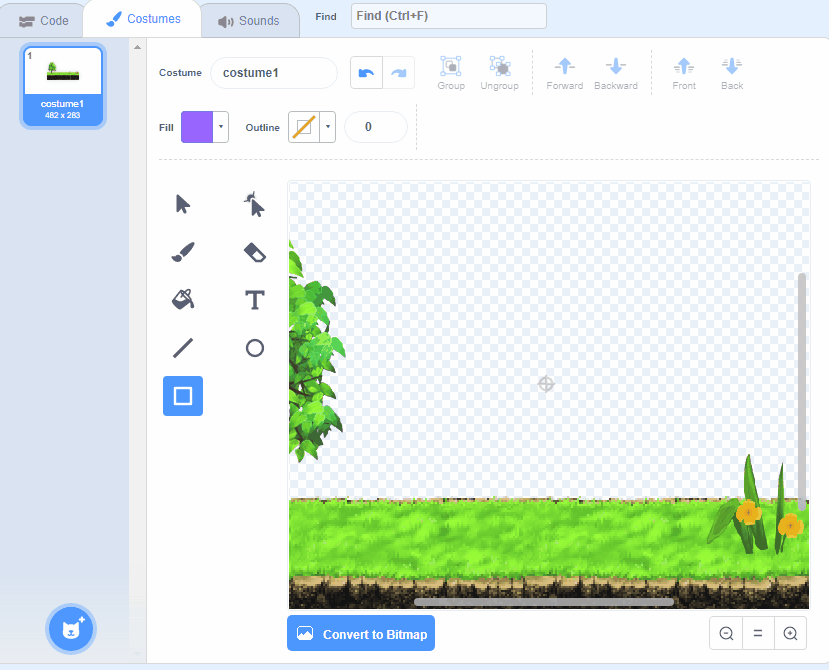 Code
Costumes
Sounds
Find
Find (Ctrl+F)
1
costume1
482 x 283
Costume
costume1
Group
Ungroup
Forward
Backward
Front
Back
Fill
Outline
0
T
Convert to Bitmap